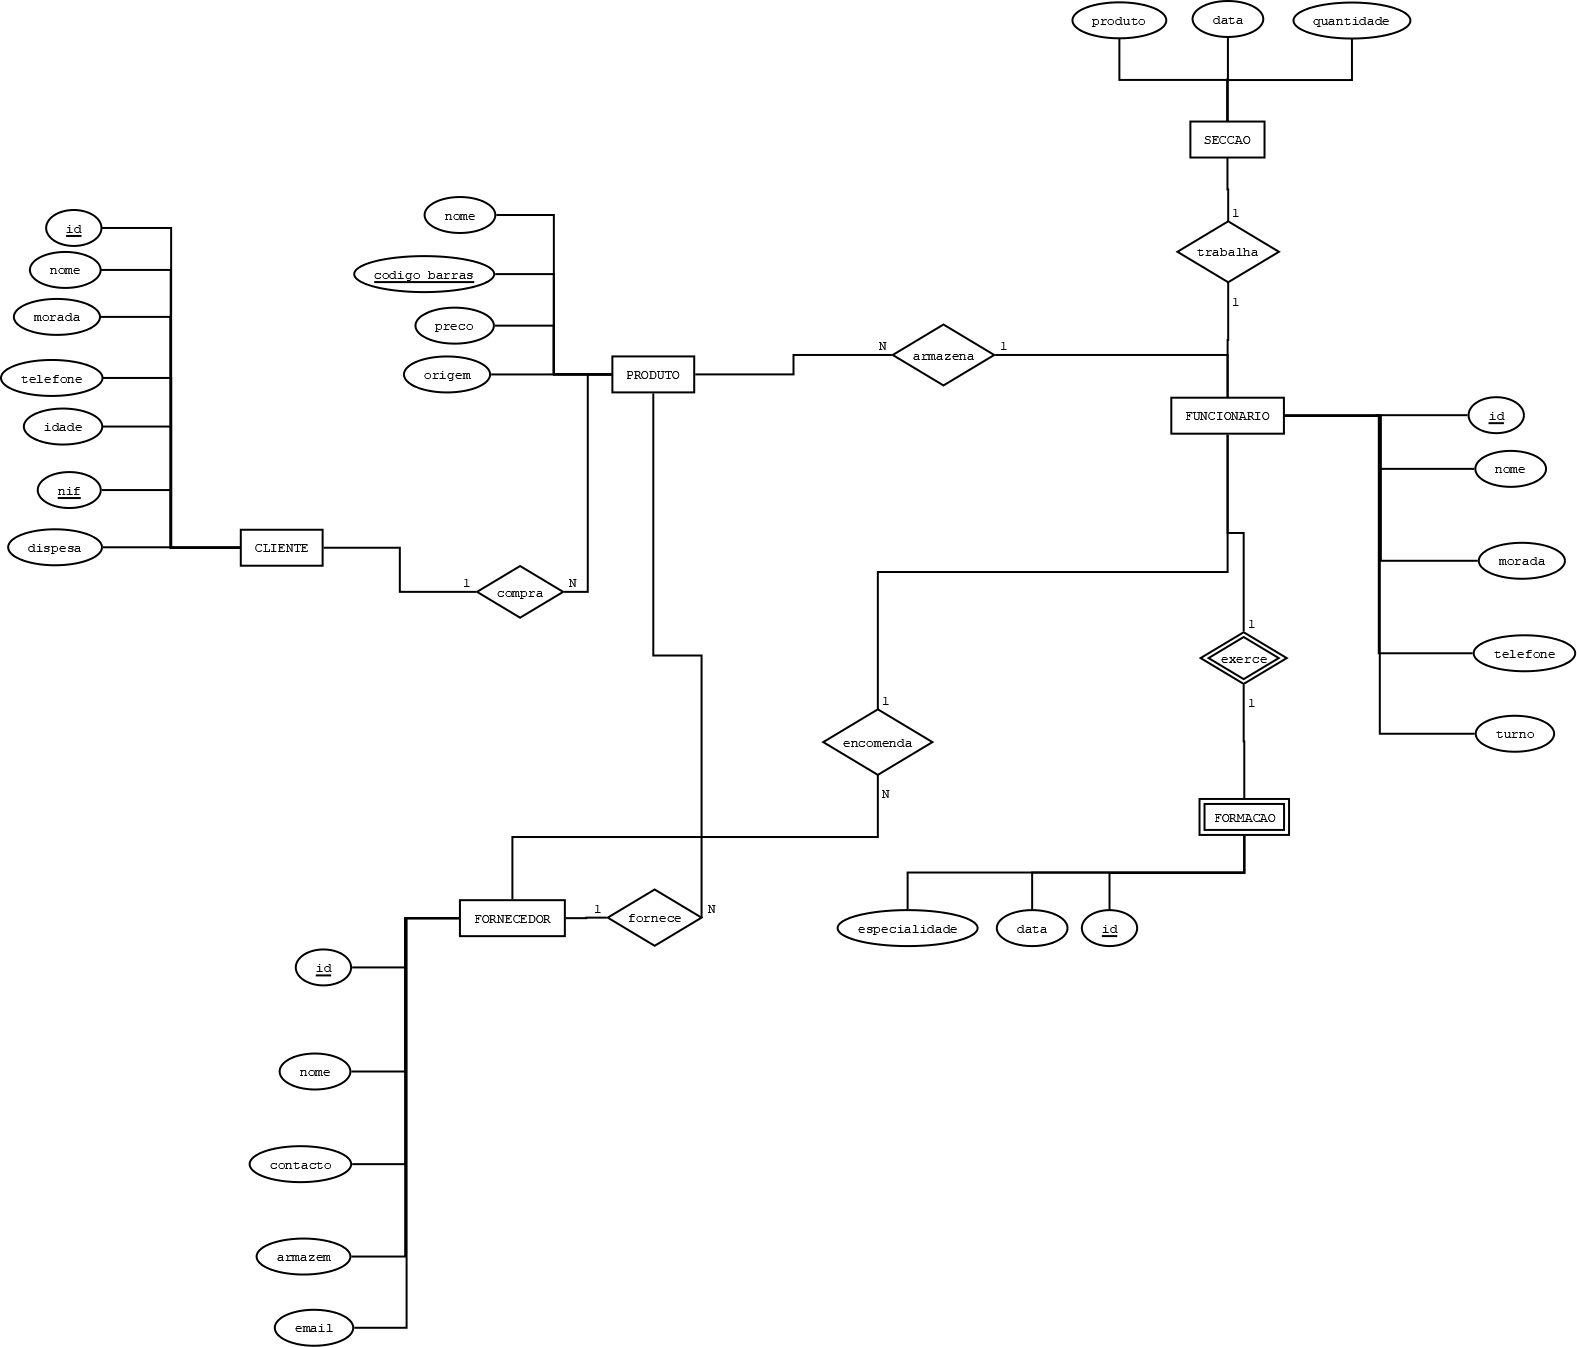 produto
data
quantidade
SECCAO
1
trabalha
1
id
nome
morada
telefone
idade
nif
dispesa
CLIENTE
nome
codigo barras
preco
origem
PRODUTO
N
armazena
1
FUNCIONARIO
id
nome
morada
telefone
turno
1
compra
N
1
exerce
1
1
encomenda
N
FORMACAO
especialidade
data
id
FORNECEDOR
1
fornece
N
id
nome
contacto
armazem
email